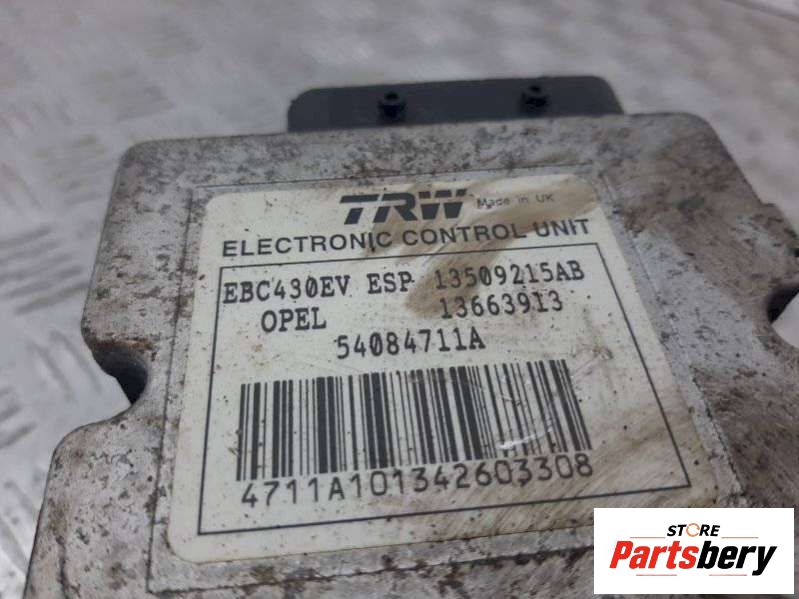 TRW Made in UK
ELECTRONIC CONTROL UNIT
EBC430EV ESP 13509215AB
OPEL 13663913
54084711A
4711A101342603308
STORE
Partsbery